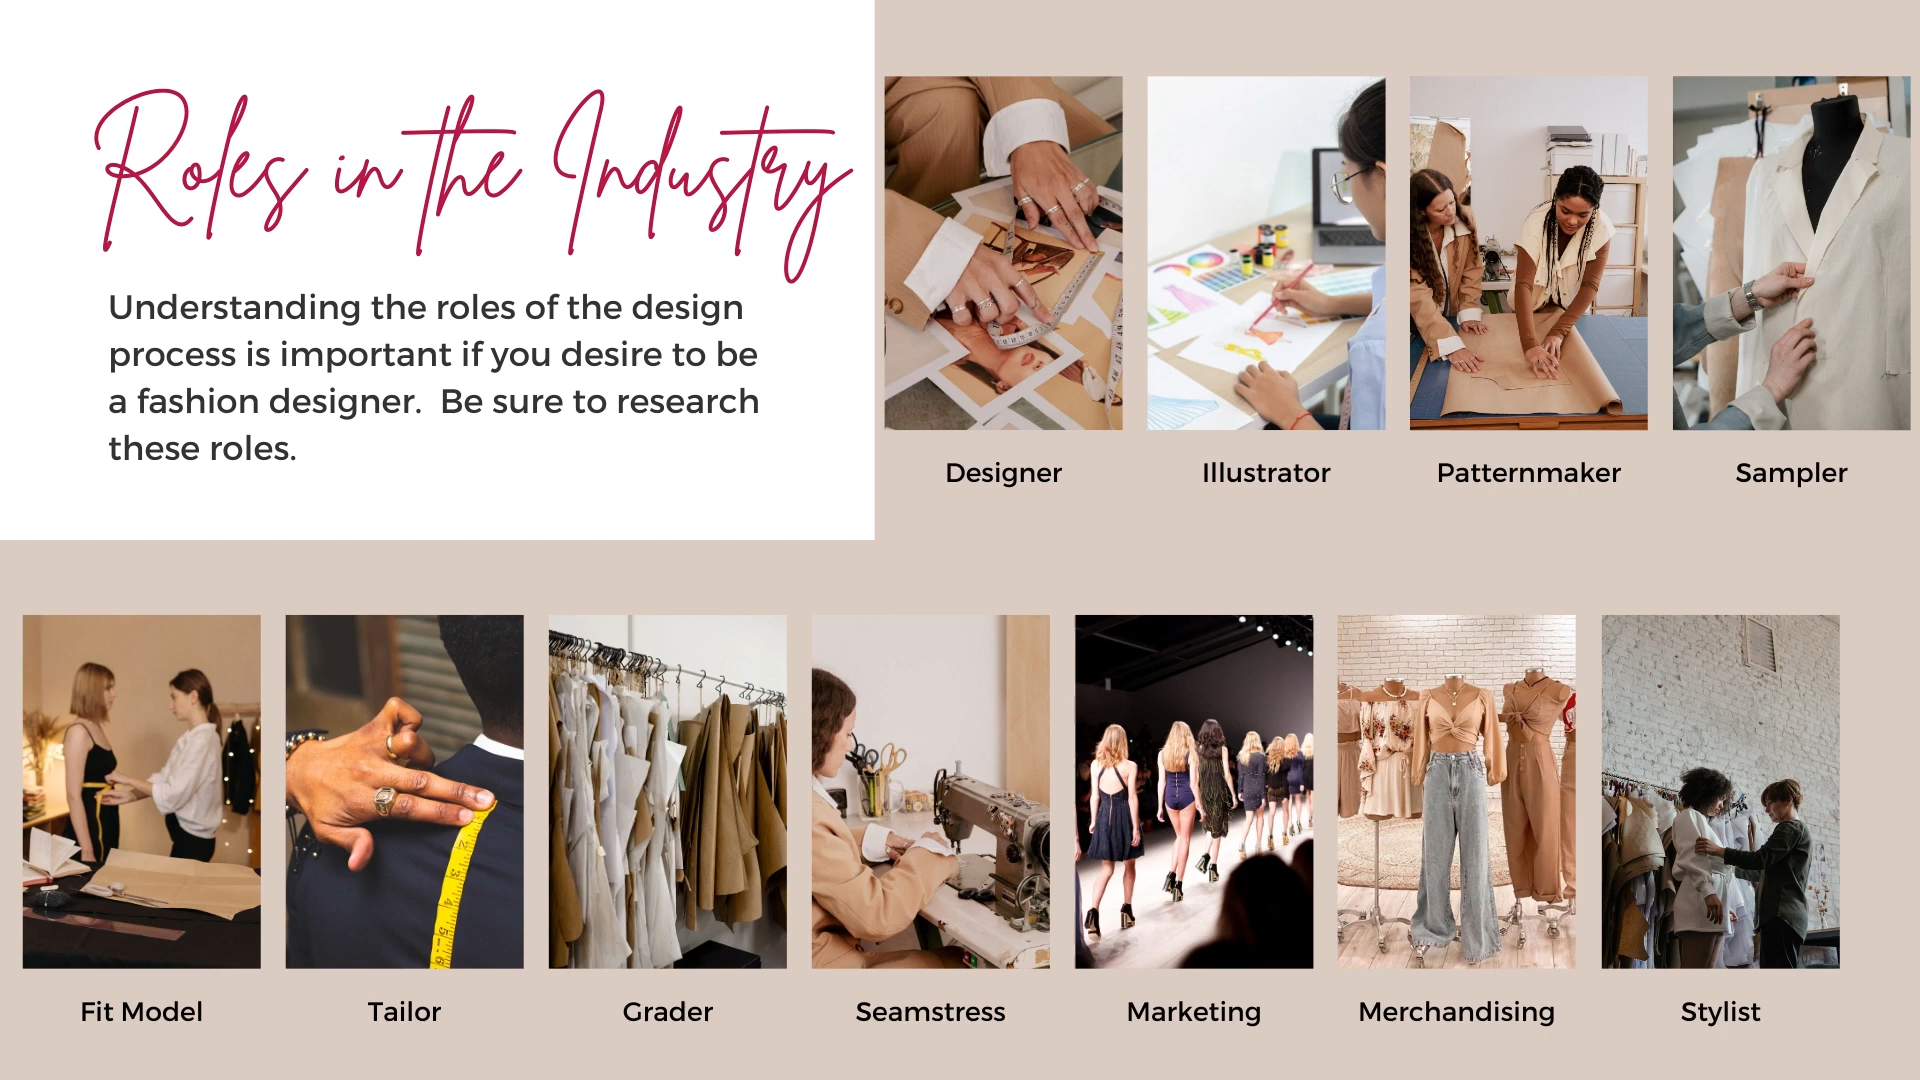 Roles in the Industry
Understanding the roles of the design
process is important if you desire to be
a fashion designer.  Be sure to research
these roles.
Designer
Illustrator
Patternmaker
Sampler
Fit Model
Tailor
Grader
Seamstress
Marketing
Merchandising
Stylist